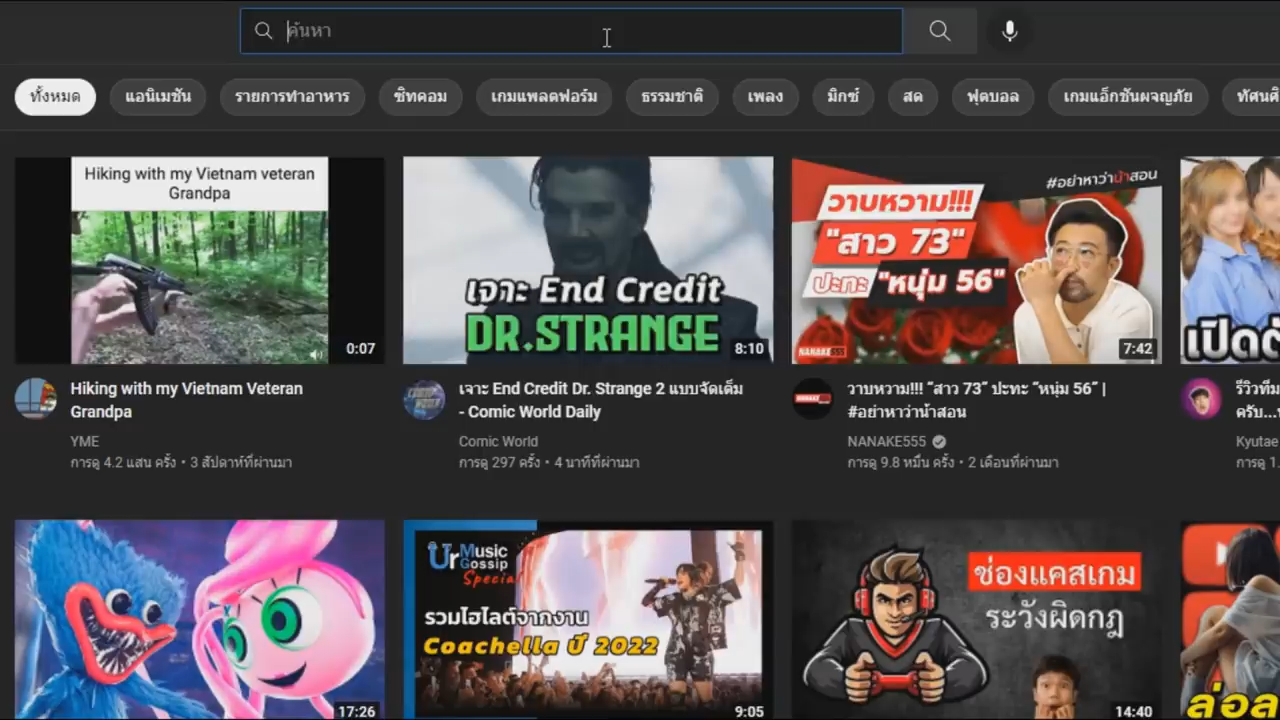 ค้นหา
ทั้งหมด แอนิเมชัน รายการทำอาหาร ซิทคอม เกมแพลตฟอร์ม ธรรมชาติ เพลง มิกซ์ สด ฟุตบอล เกมแอ็กชันผจญภัย
Hiking with my Vietnam veteran
Grandpa
0:07
เจาะ End Credit
DR.STRANGE
8:10
#อย่าหาว่าน้าสอน
วาบหวาม!!!
"สาว 73"
ปะทะ "หนุ่ม 56"
NANAKE555
7:42
Hiking with my Vietnam Veteran
Grandpa
YME
การดู 4.2 แสน ครั้ง • 3 สัปดาห์ที่ผ่านมา
เจาะ End Credit Dr. Strange 2 แบบจัดเต็ม
- Comic World Daily
Comic World
การดู 297 ครั้ง • 4 นาทีที่ผ่านมา
วาบหวาม!!! “สาว 73” ปะทะ “หนุ่ม 56” |
#อย่าหาว่าน้าสอน
NANAKE555
การดู 9.8 หมื่น ครั้ง • 2 เดือนที่ผ่านมา
รีวิวทีม
ครับ...
Kyutae
การดู 1.
17:26
Ur Music
Gossip
Special
รวมไฮไลต์จากงาน
Coachella ปี 2022
9:05
ช่องแคสเกม
ระวังผิดกฎ
14:40